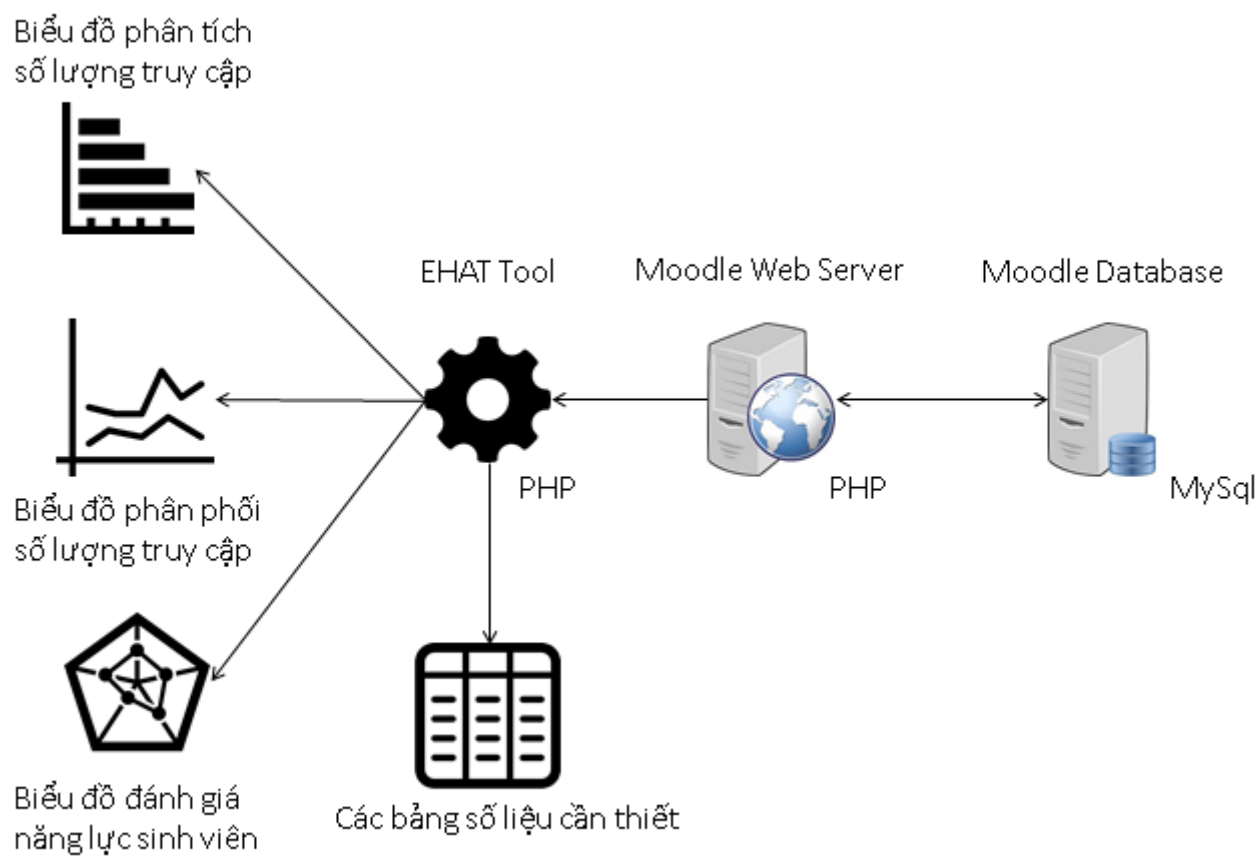 Biểu đồ phân tích
số lượng truy cập
EHAT Tool
Moodle Web Server
Moodle Database
PHP
PHP
MySql
Biểu đồ phân phối
số lượng truy cập
Biểu đồ đánh giá
năng lực sinh viên
Các bảng số liệu cần thiết